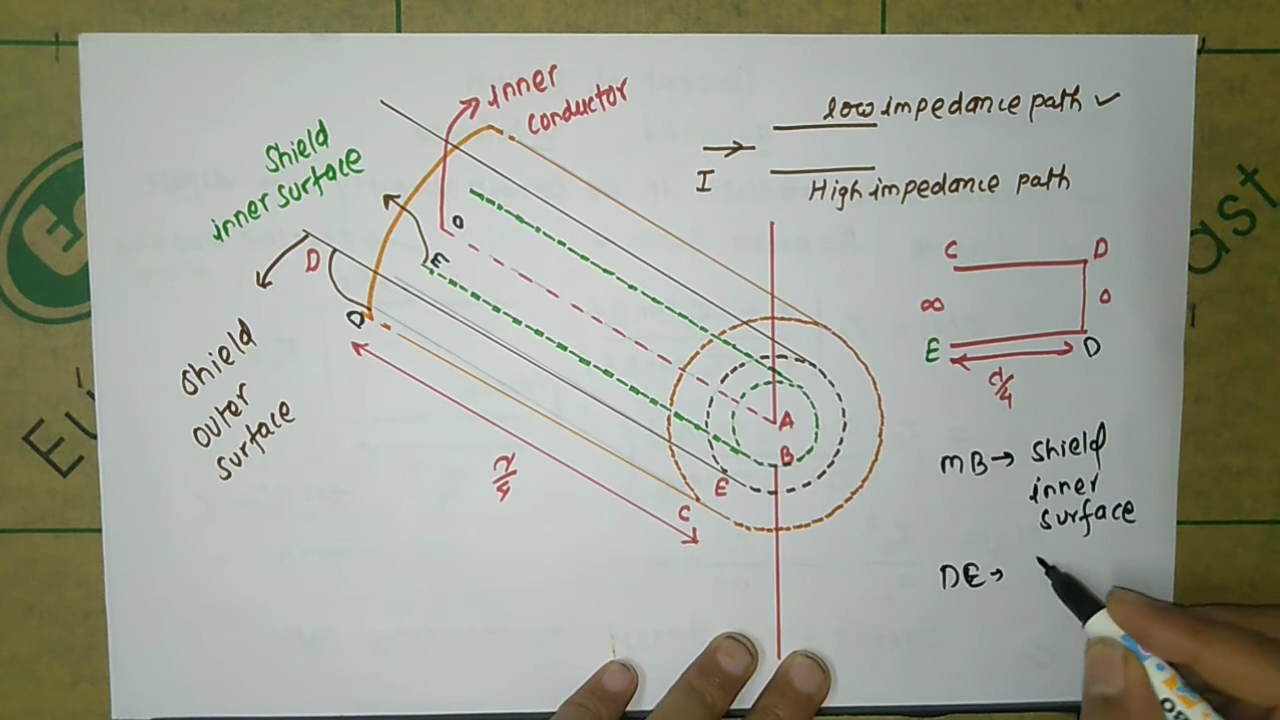 inner
conductor
low impedance path ✓
I
High impedance path
Shield
inner surface
O
E
D
D
Shield
outer
surface
λ/4
A
B
E
C
C D
∞ 0
E D
λ/4
MB→ Shield
inner
surface
DE→